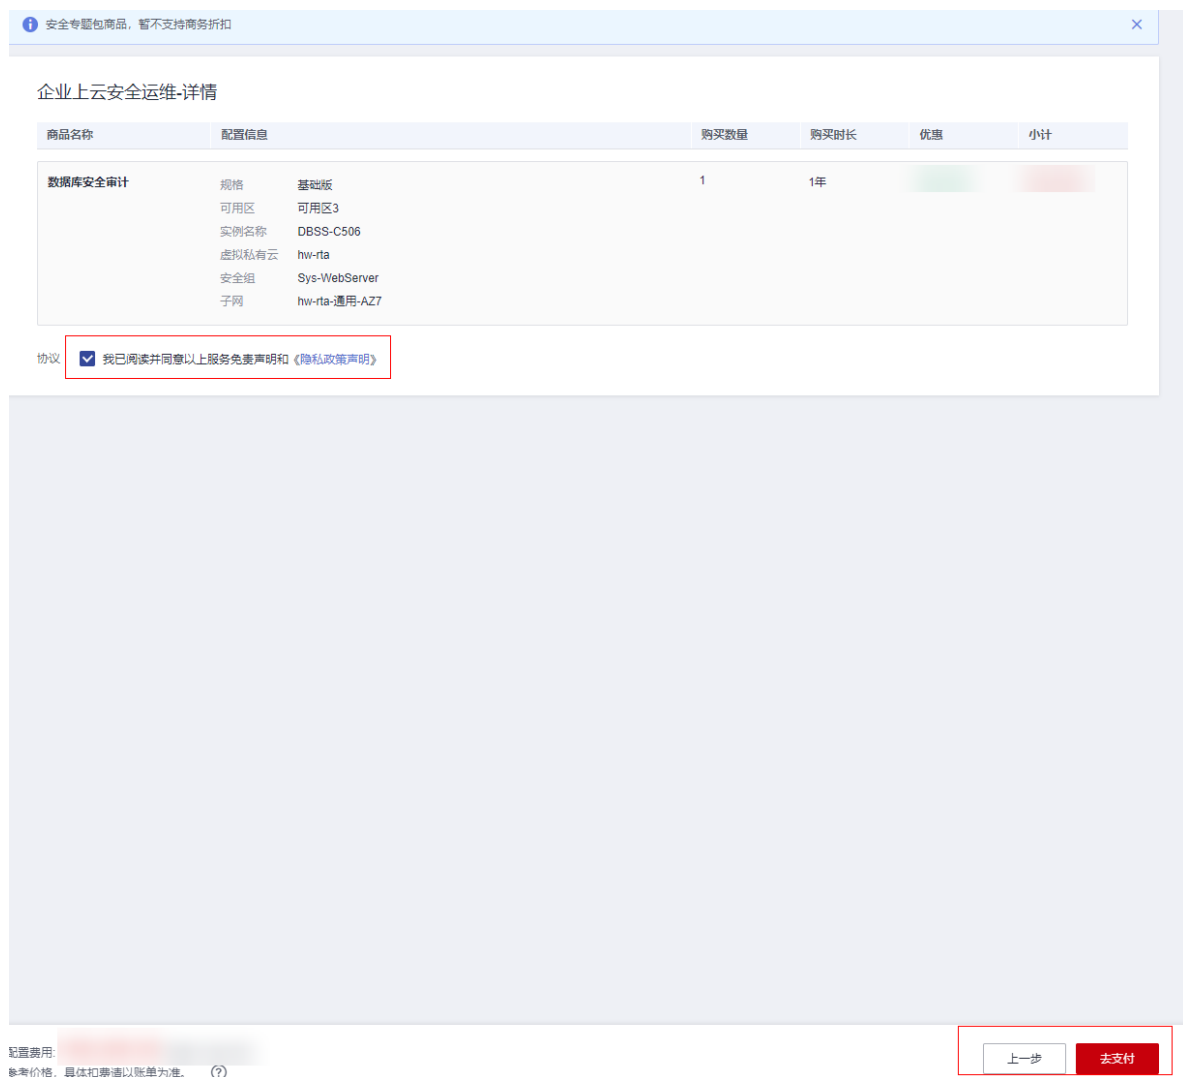 安全专题包商品，暂不支持商务折扣
企业上云安全运维-详情
商品名称 配置信息 购买数量 购买时长 优惠 小计
数据库安全审计 规格 基础版 1 1年
可用区 可用区3
实例名称 DBSS-C506
虚拟私有云 hw-rta
安全组 Sys-WebServer
子网 hw-rta-通用-AZ7
协议 我已阅读并同意以上服务免责声明和《隐私政策声明》
配置费用:
参考价格，具体扣费请以账单为准。
上一步 去支付